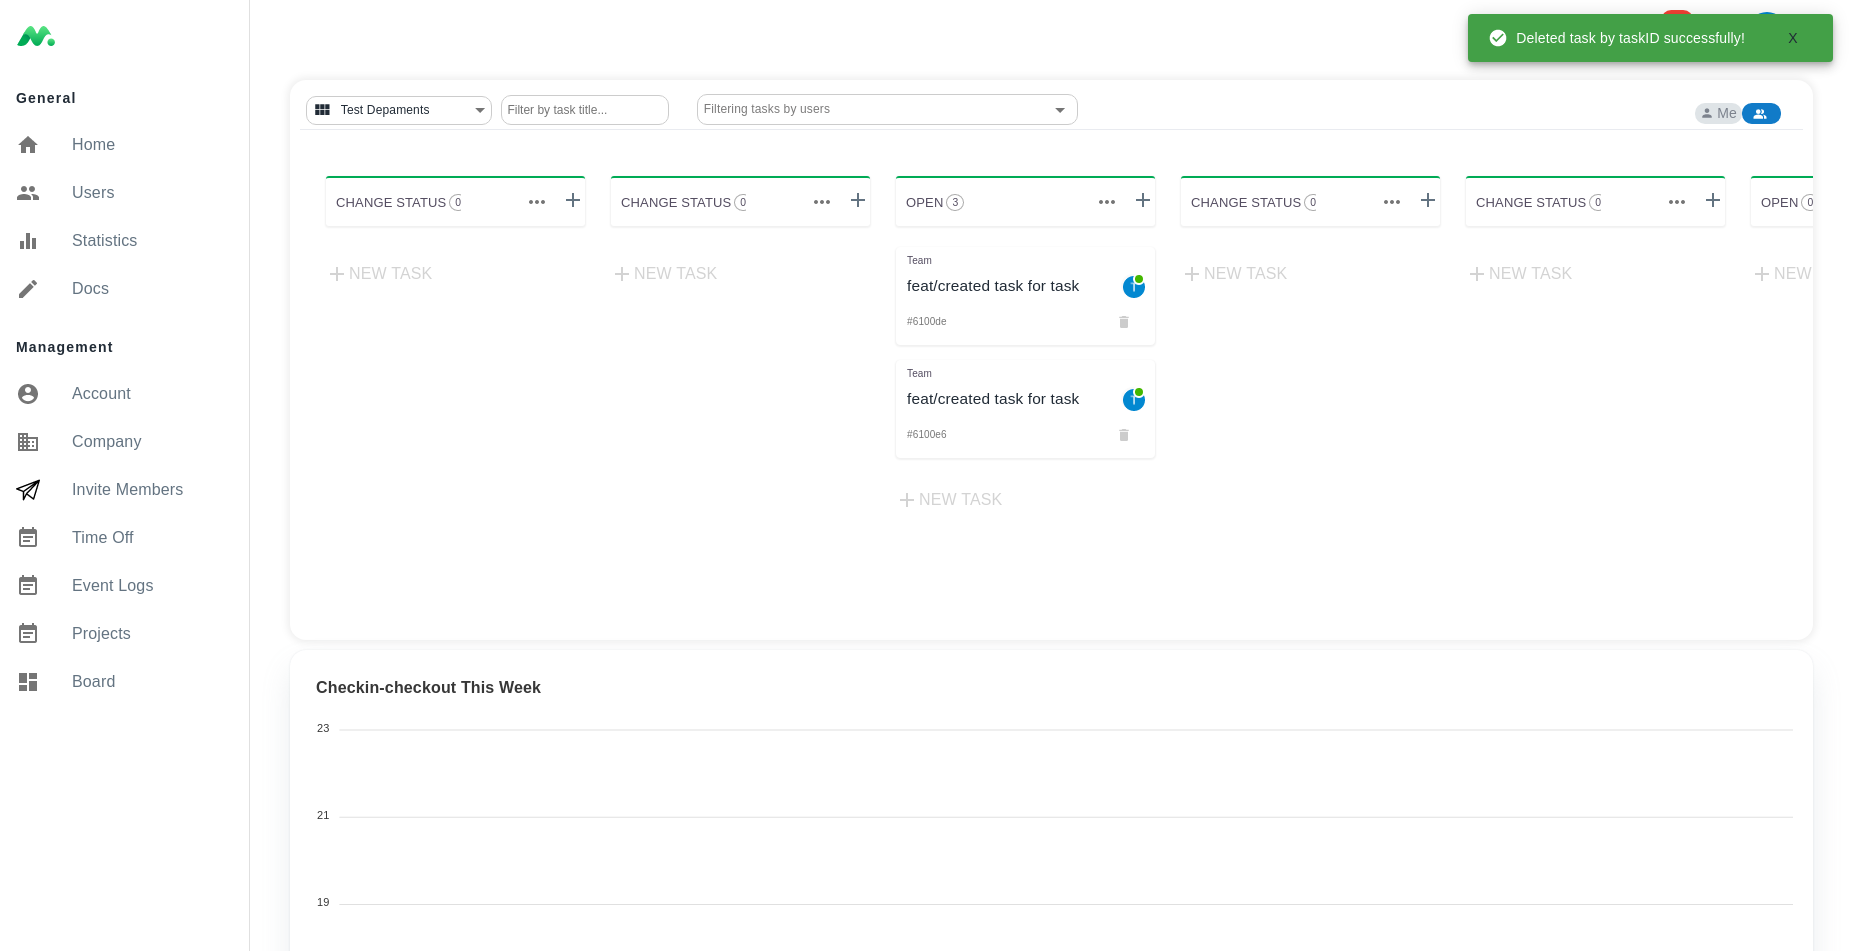 Deleted task by taskID successfully!
X
General
Home
Users
Statistics
Docs
Management
Account
Company
Invite Members
Time Off
Event Logs
Projects
Board
Test Depaments
Filter by task title...
Filtering tasks by users
Me
CHANGE STATUS 0
NEW TASK
CHANGE STATUS 0
NEW TASK
OPEN 3
Team
feat/created task for task
T
#6100de
Team
feat/created task for task
T
#6100e6
NEW TASK
CHANGE STATUS 0
NEW TASK
CHANGE STATUS 0
NEW TASK
OPEN 0
NEW
Checkin-checkout This Week
23
21
19